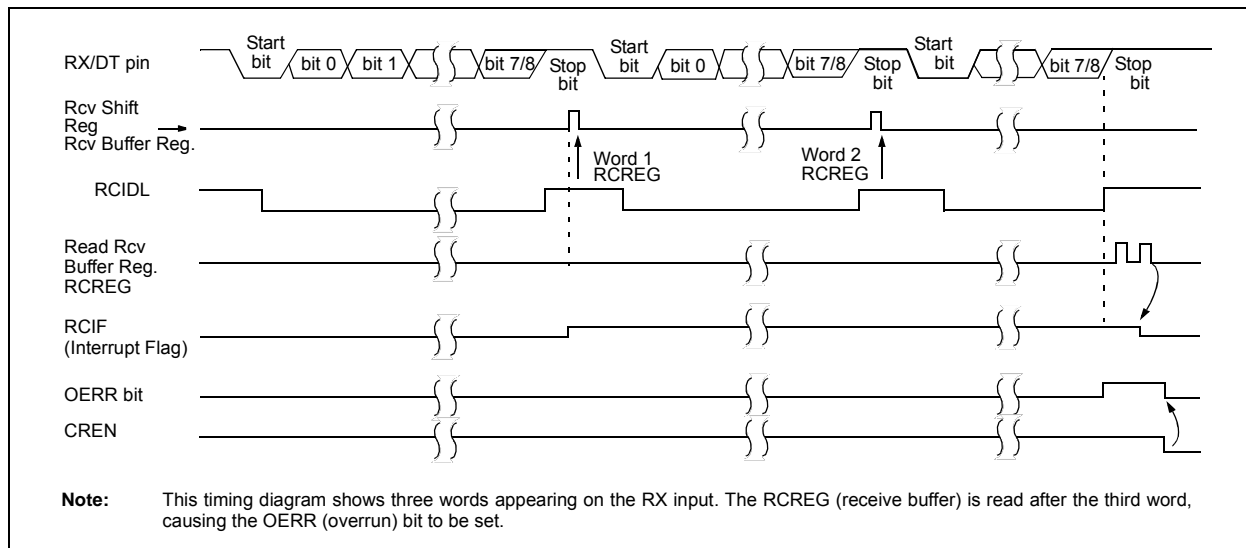 RX/DT pin
Start
bit
bit 0
bit 1
bit 7/8
Stop
bit
Start
bit
bit 0
bit 7/8
Stop
bit
Start
bit
bit 7/8
Stop
bit
Rcv Shift
Reg
Rcv Buffer Reg.
Word 1
RCREG
Word 2
RCREG
RCIDL
Read Rcv
Buffer Reg.
RCREG
RCIF
(Interrupt Flag)
OERR bit
CREN
Note: This timing diagram shows three words appearing on the RX input. The RCREG (receive buffer) is read after the third word,
causing the OERR (overrun) bit to be set.